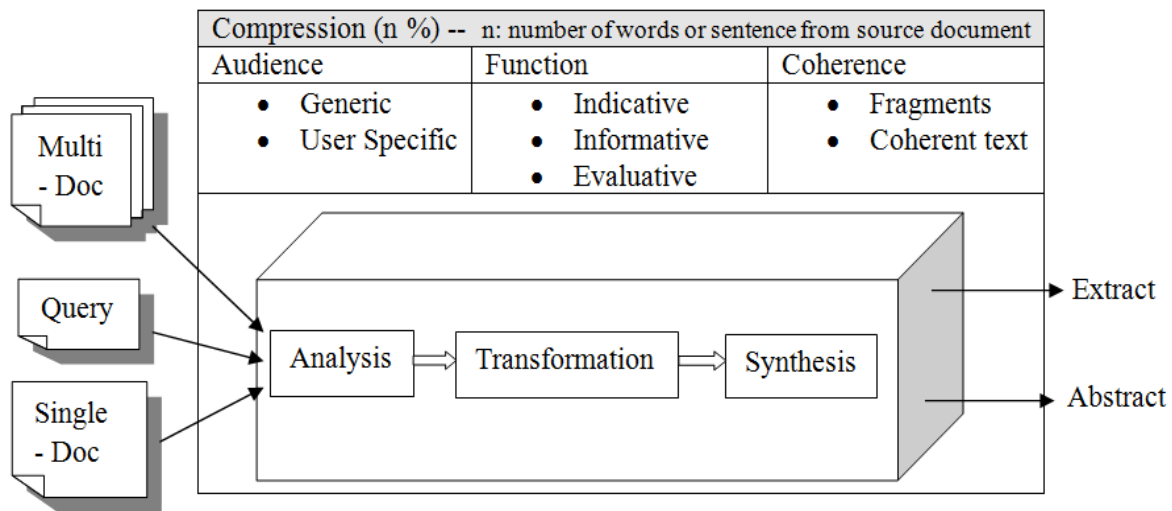 Compression (n %) -- n: number of words or sentence from source document
Audience
Function
Coherence
• Generic
• User Specific
• Indicative
• Informative
• Evaluative
• Fragments
• Coherent text
Multi
- Doc
Query
Single
- Doc
Analysis
Transformation
Synthesis
Extract
Abstract